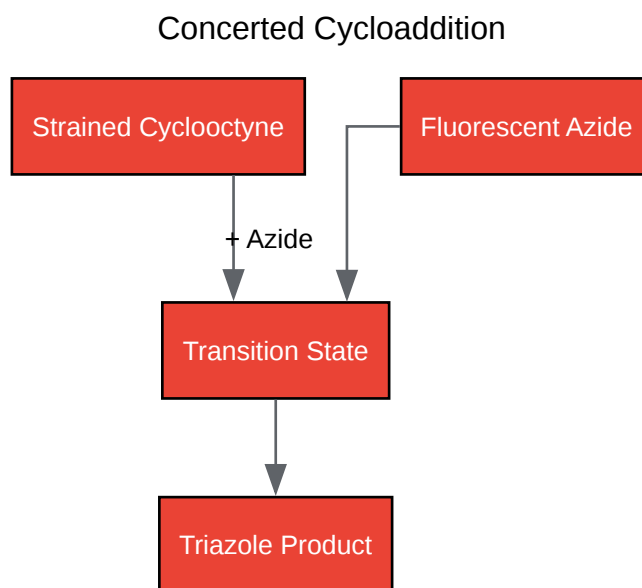 Concerted Cycloaddition
Strained Cyclooctyne
Fluorescent Azide
+ Azide
Transition State
Triazole Product